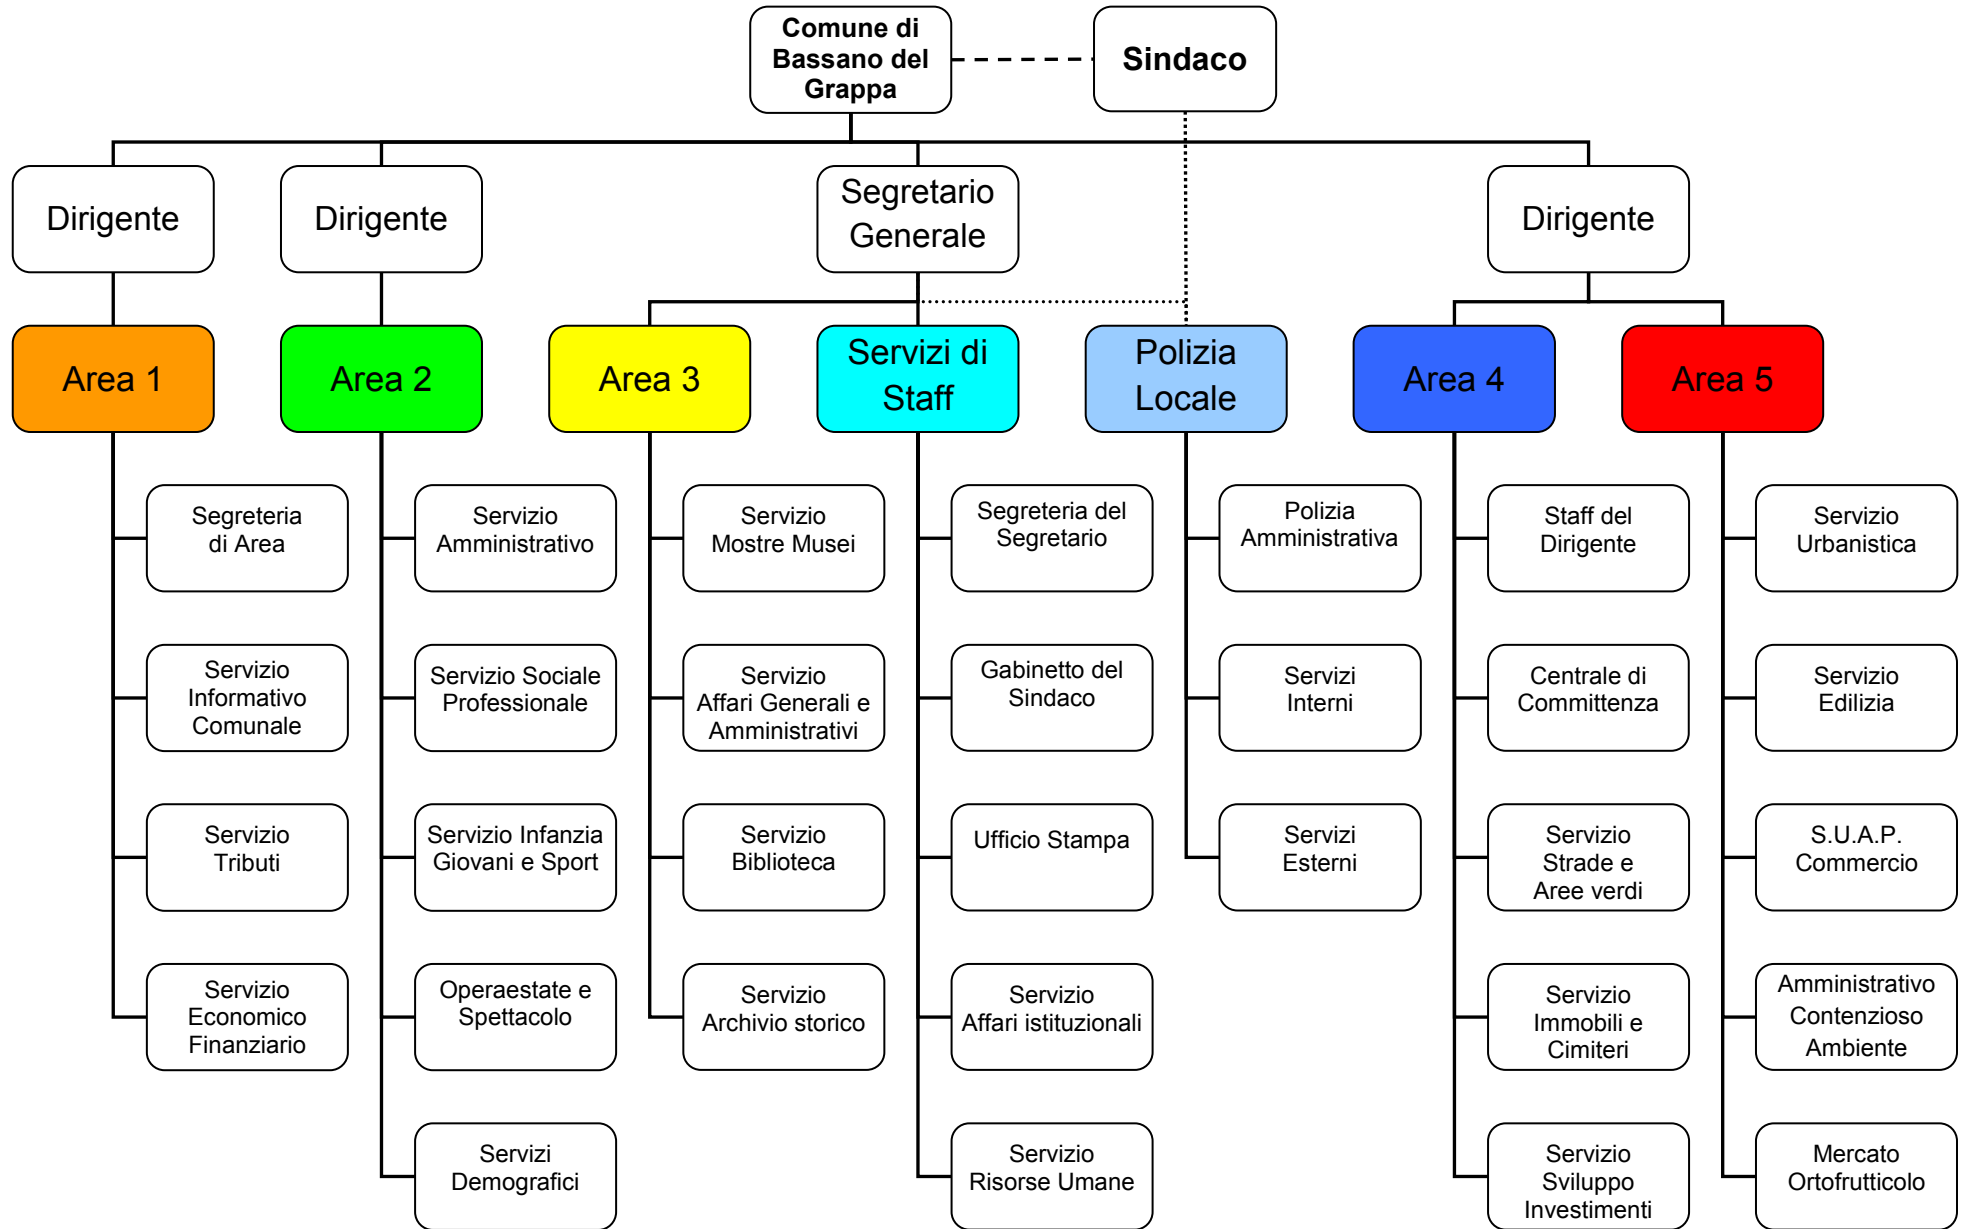 Comune di
Bassano del
Grappa
Sindaco
Dirigente
Dirigente
Segretario
Generale
Dirigente
Area 1
Area 2
Area 3
Servizi di
Staff
Polizia
Locale
Area 4
Area 5
Segreteria
di Area
Servizio
Informativo
Comunale
Servizio
Tributi
Servizio
Economico
Finanziario
Servizio
Amministrativo
Servizio Sociale
Professionale
Servizio Infanzia
Giovani e Sport
Operaestate e
Spettacolo
Servizi
Demografici
Servizio
Mostre Musei
Servizio
Affari Generali e
Amministrativi
Servizio
Biblioteca
Servizio
Archivio storico
Segreteria del
Segretario
Gabinetto del
Sindaco
Ufficio Stampa
Servizio
Affari istituzionali
Servizio
Risorse Umane
Polizia
Amministrativa
Servizi
Interni
Servizi
Esterni
Staff del
Dirigente
Centrale di
Committenza
Servizio
Strade e
Aree verdi
Servizio
Immobili e
Cimiteri
Servizio
Sviluppo
Investimenti
Servizio
Urbanistica
Servizio
Edilizia
S.U.A.P.
Commercio
Amministrativo
Contenzioso
Ambiente
Mercato
Ortofrutticolo